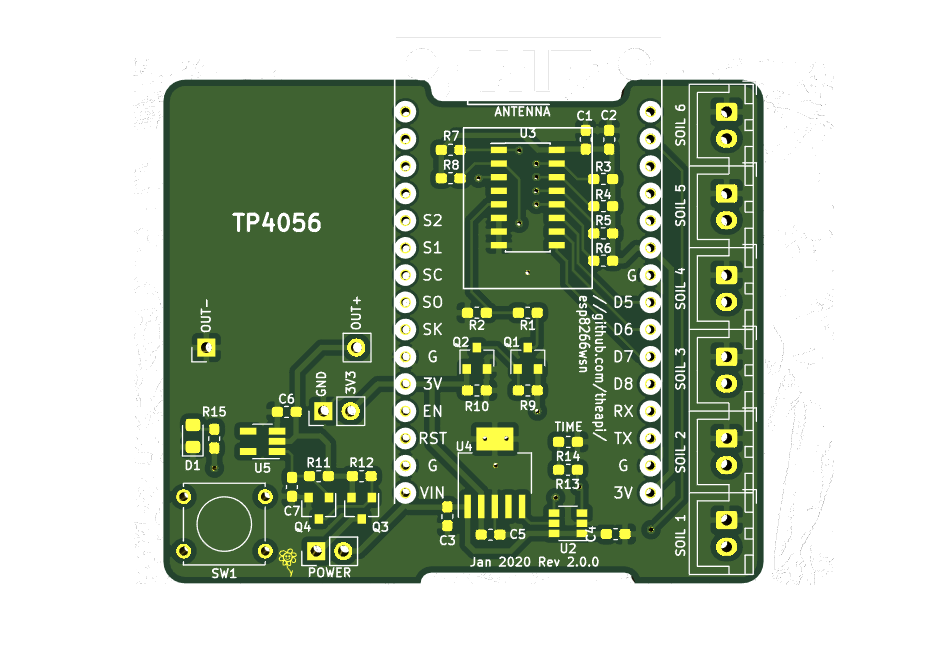 ANTENNA
C1 C2
U3
R7
R8
R3
R4
R5
R6
SOIL 6
SOIL 5
SOIL 4
SOIL 3
SOIL 2
SOIL 1
TP4056
S2
S1
SC
SO
SK
G
3V
EN
RST
G
VIN
G
D5
D6
D7
D8
RX
TX
G
3V
//github.com/theapi/
esp8266wsn
OUT-
OUT+
GND
3V3
R2
R1
Q2
Q1
R10
R9
C6
R15
D1
U5
U4
TIME
R14
R13
R11
R12
C7
Q4
Q3
C3
C5
U2
C4
SW1
POWER
Jan 2020 Rev 2.0.0